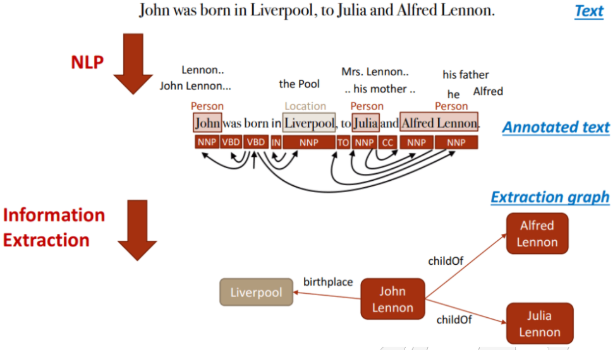 John was born in Liverpool, to Julia and Alfred Lennon.
Text
NLP
Lennon..
John Lennon...
the Pool
Mrs. Lennon..
.. his mother ..
his father
he Alfred
Person
Location
Person
Person
John was born in Liverpool, to Julia and Alfred Lennon.
Annotated text
NNP VBD VBD IN NNP TO NNP CC NNP NNP
Extraction graph
Information
Extraction
Alfred
Lennon
childOf
birthplace
Liverpool
John
Lennon
childOf
Julia
Lennon